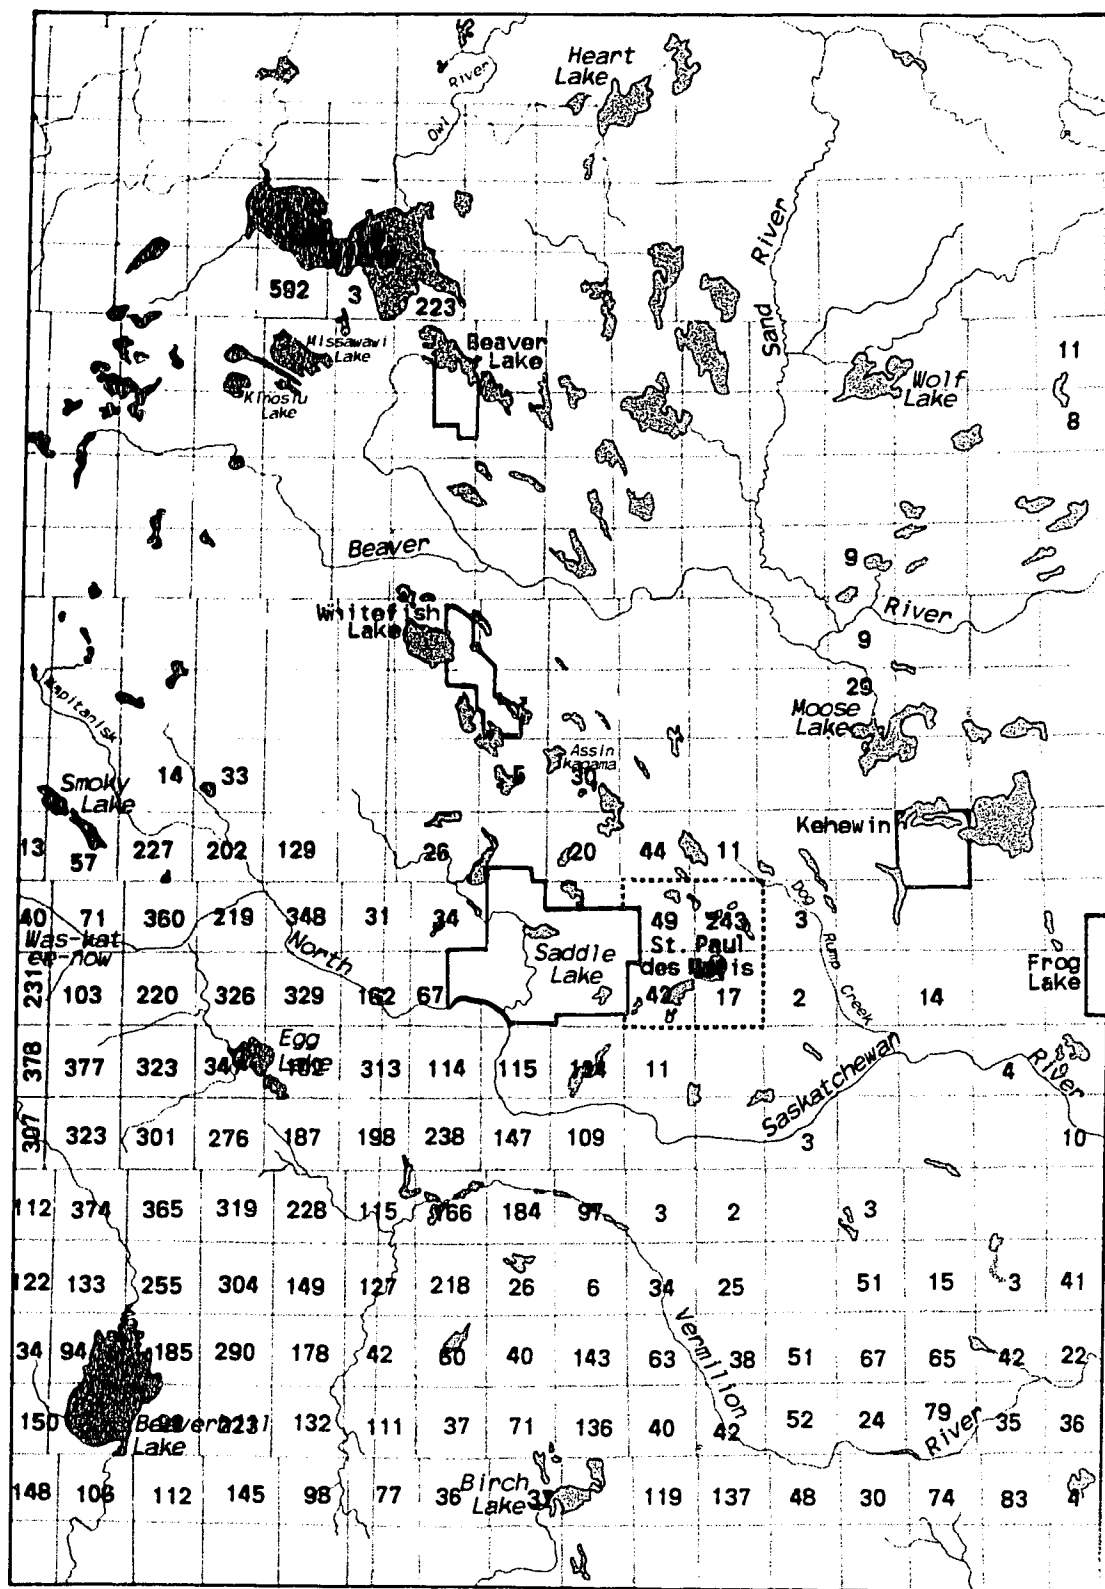 Heart
Lake
River
Owl
River
Sand
592 3 223
Missawawi
Lake
Beaver
Lake
11
Kinosiu
Lake
Wolf
Lake
8
Beaver
9
River
Whitefish
Lake
9
29
Kapitanisk
Moose
Lake
Assin
Ikagama
14 33 5 30
Smoky
Lake
Kehewin
13 57 227 202 129 26 20 44 11
40 71 360 219 348 31 34 49 243 3
Was-kat
ee-now
North
Saddle
Lake
St. Paul
des
Dog
Rump
Creek
Frog
Lake
231 103 220 326 329 162 67 42 17 2 14
Egg
Lake
378 377 323 313 114 115 11 4
Saskatchewan
River
307 323 301 276 187 198 238 147 109 3 10
112 374 365 319 228 115 166 184 97 3 2 3
122 133 255 304 149 127 218 26 6 34 25 51 15 3 41
Vermilion
River
34 94 185 290 178 42 60 40 143 63 38 51 67 65 42 22
150 223 132 111 37 71 136 40 42 52 24 79 35 36
Lake
Birch
Lake
148 106 112 145 98 77 36 119 137 48 30 74 83